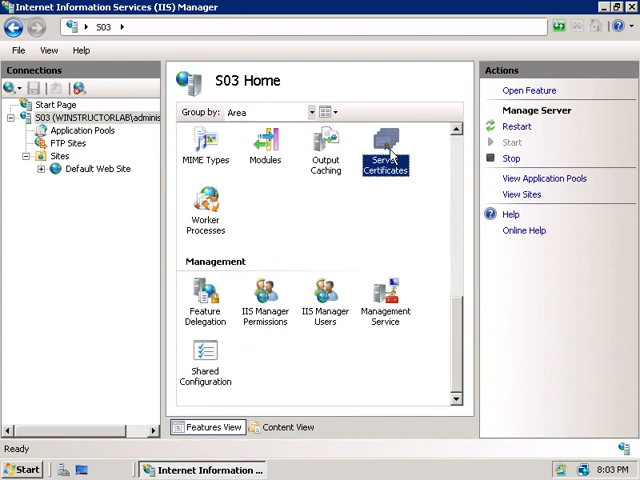 Internet Information Services (IIS) Manager
S03
File View Help
Connections
Start Page
S03 (WINSTRUCTORLAB\adminis
Application Pools
FTP Sites
Sites
Default Web Site
S03 Home
Group by: Area
MIME Types
Modules
Output
Caching
Server
Certificates
Worker
Processes
Management
Feature
Delegation
IIS Manager
Permissions
IIS Manager
Users
Management
Service
Shared
Configuration
Features View
Content View
Actions
Open Feature
Manage Server
Restart
Start
Stop
View Application Pools
View Sites
Help
Online Help
Ready
Start
Internet Information ...
8:03 PM